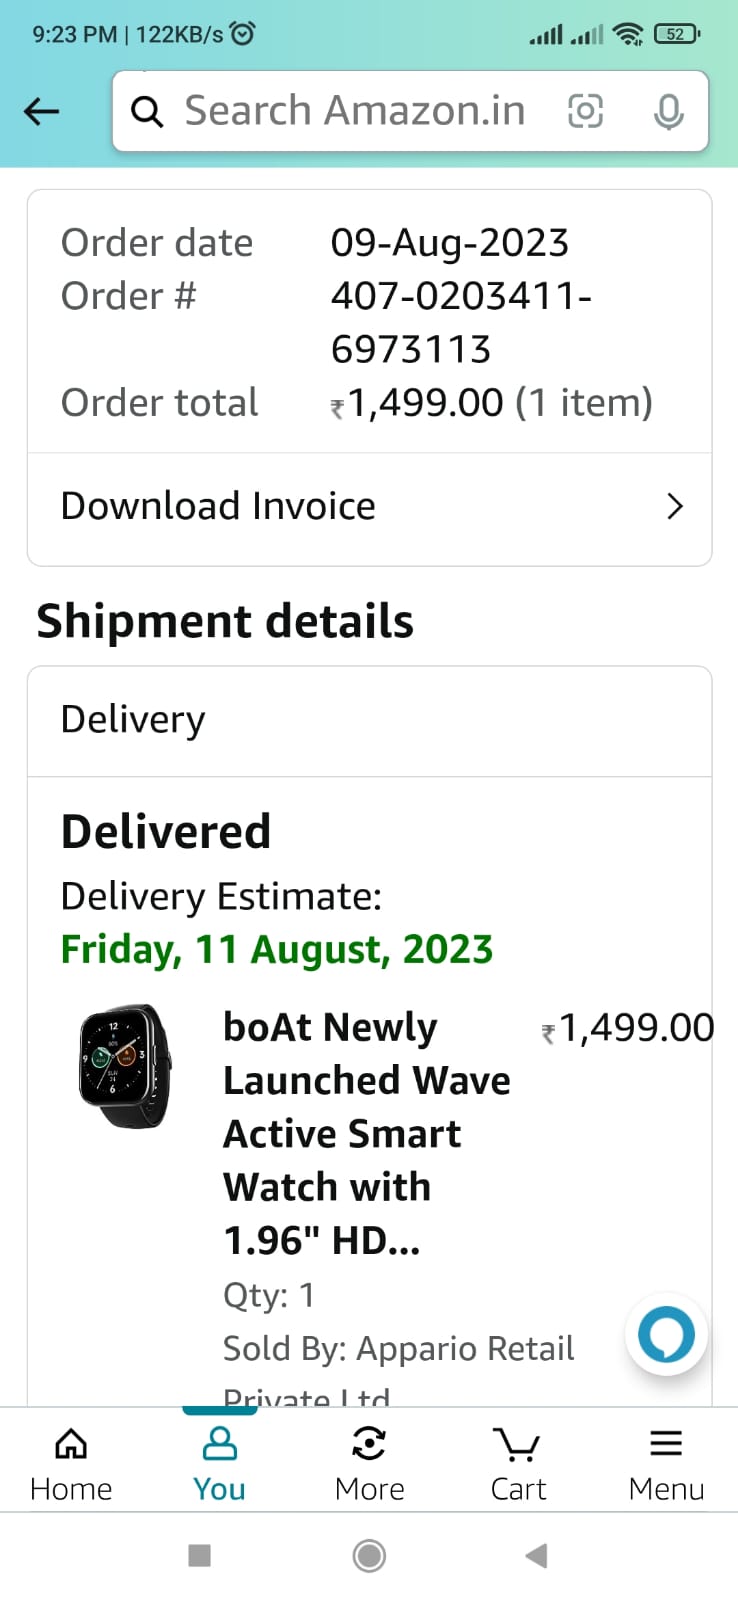 9:23 PM | 122KB/s
52
Search Amazon.in
Order date 09-Aug-2023
Order # 407-0203411-
6973113
Order total ₹1,499.00 (1 item)
Download Invoice
Shipment details
Delivery
Delivered
Delivery Estimate:
Friday, 11 August, 2023
boAt Newly ₹1,499.00
Launched Wave
Active Smart
Watch with
1.96" HD...
Qty: 1
Sold By: Appario Retail
Private Ltd
Home You More Cart Menu